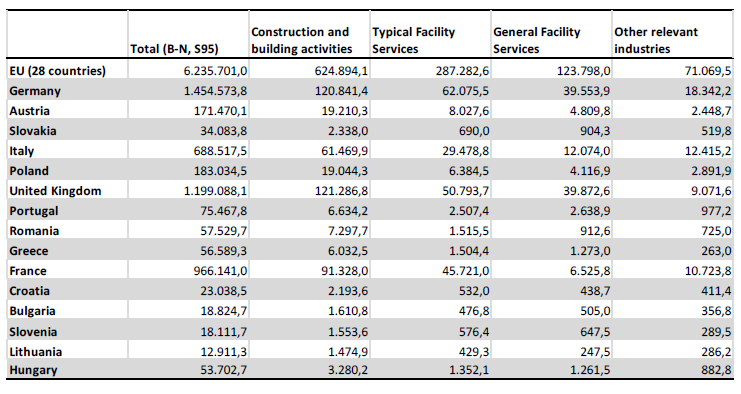 Total (B-N, S95) Construction and building activities Typical Facility Services General Facility Services Other relevant industries
EU (28 countries) 6.235.701,0 624.894,1 287.282,6 123.798,0 71.069,5
Germany 1.454.573,8 120.841,4 62.075,5 39.553,9 18.342,2
Austria 171.470,1 19.210,3 8.027,6 4.809,8 2.448,7
Slovakia 34.083,8 2.338,0 690,0 904,3 519,8
Italy 688.517,5 61.469,9 29.478,8 12.074,0 12.415,2
Poland 183.034,5 19.044,3 6.384,5 4.116,9 2.891,9
United Kingdom 1.199.088,1 121.286,8 50.793,7 39.872,6 9.071,6
Portugal 75.467,8 6.634,2 2.507,4 2.638,9 977,2
Romania 57.529,7 7.297,7 1.515,5 912,6 725,0
Greece 56.589,3 6.032,5 1.504,4 1.273,0 263,0
France 966.141,0 91.328,0 45.721,0 6.525,8 10.723,8
Croatia 23.038,5 2.193,6 532,0 438,7 411,4
Bulgaria 18.824,7 1.610,8 476,8 505,0 356,8
Slovenia 18.111,7 1.553,6 576,4 647,5 289,5
Lithuania 12.911,3 1.474,9 429,3 247,5 286,2
Hungary 53.702,7 3.280,2 1.352,1 1.261,5 882,8